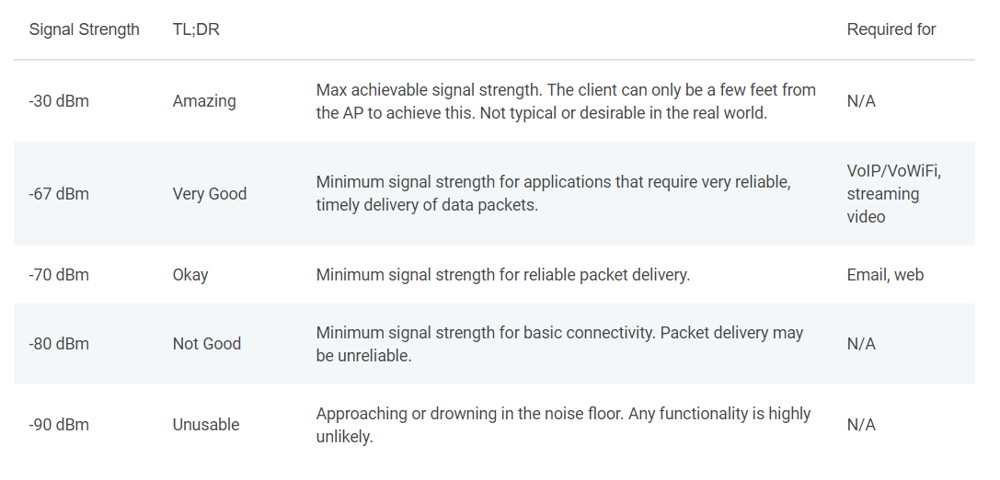 Signal Strength TL;DR Required for
-30 dBm Amazing Max achievable signal strength. The client can only be a few feet from
the AP to achieve this. Not typical or desirable in the real world. N/A
-67 dBm Very Good Minimum signal strength for applications that require very reliable,
timely delivery of data packets. VoIP/VoWiFi,
streaming
video
-70 dBm Okay Minimum signal strength for reliable packet delivery. Email, web
-80 dBm Not Good Minimum signal strength for basic connectivity. Packet delivery may
be unreliable. N/A
-90 dBm Unusable Approaching or drowning in the noise floor. Any functionality is highly
unlikely. N/A